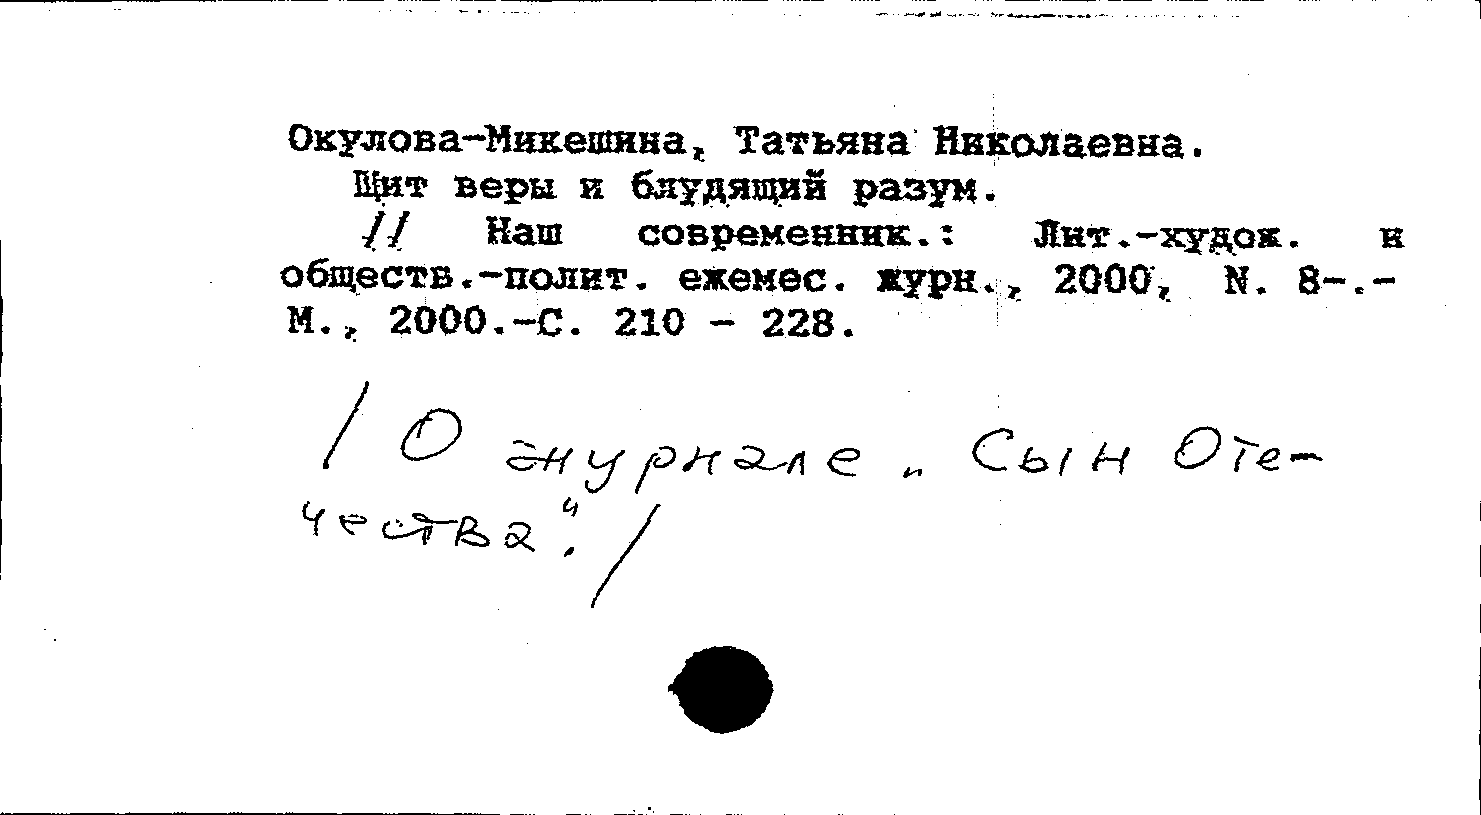 Окулова-Микешина, Татьяна Николаевна.
Щит веры и блудящий разум.
// Наш современник.: Лит.-худож. и
обществ.-полит. ежемес. журн., 2000, N. 8-.-
М., 2000.-С. 210 - 228.
/ О журнале „Сын Оте-
чества“. /